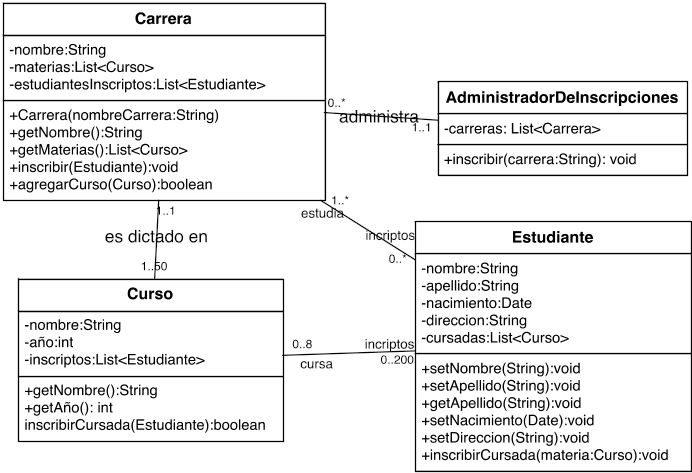 Carrera
-nombre:String
-materias:List<Curso>
-estudiantesInscriptos:List<Estudiante>
+Carrera(nombreCarrera:String)
+getNombre():String
+getMaterias():List<Curso>
+inscribir(Estudiante):void
+agregarCurso(Curso):boolean
0..*
administra
1..1
AdministradorDeInscripciones
-carreras: List<Carrera>
+inscribir(carrera:String): void
1..1
es dictado en
1..50
1..*
estudia
incriptos
0..*
Curso
-nombre:String
-año:int
-inscriptos:List<Estudiante>
+getNombre():String
+getAño(): int
inscribirCursada(Estudiante):boolean
0..8
cursa
incriptos
0..200
Estudiante
-nombre:String
-apellido:String
-nacimiento:Date
-direccion:String
-cursadas:List<Curso>
+setNombre(String):void
+setApellido(String):void
+getApellido(String):void
+setNacimiento(Date):void
+setDireccion(String):void
+inscribirCursada(materia:Curso):void